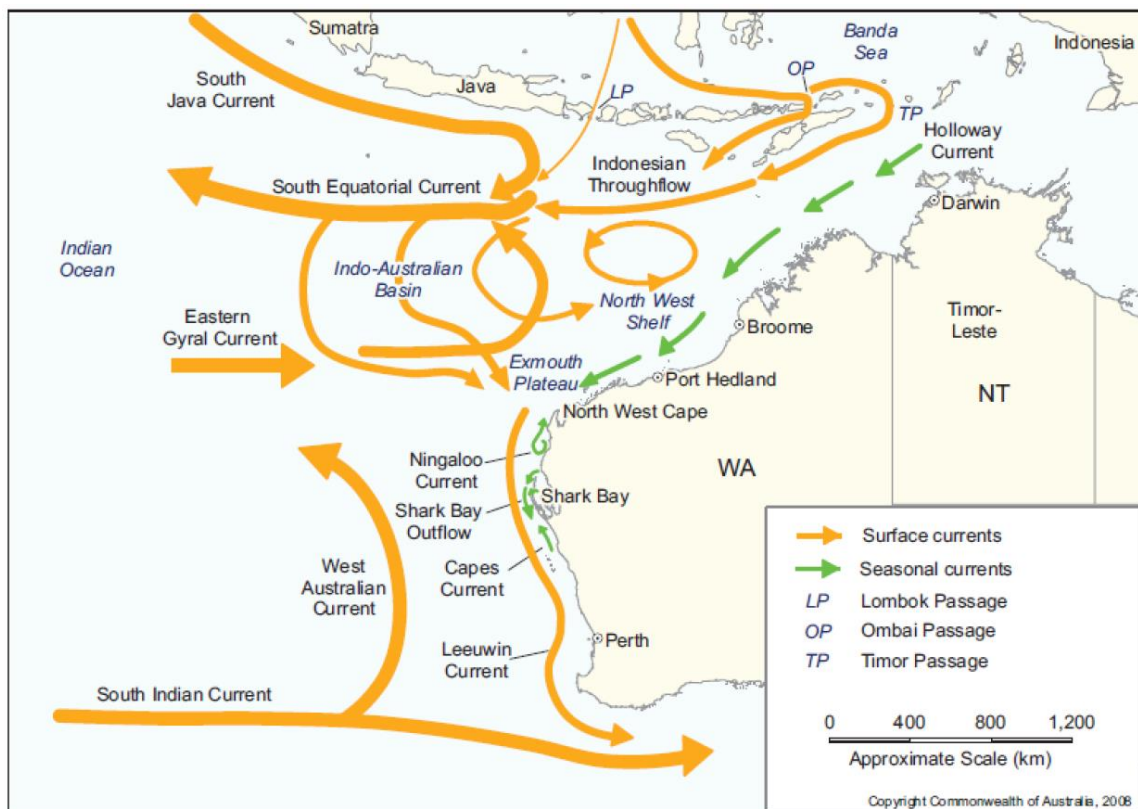 Sumatra
Banda
Sea
Indonesia
South
Java Current
Java
LP
OP
TP
Holloway
Current
Indonesian
Throughflow
South Equatorial Current
Darwin
Indian
Ocean
Indo-Australian
Basin
North West
Shelf
Timor-
Leste
Eastern
Gyral Current
Broome
Exmouth
Plateau
Port Hedland
NT
North West Cape
WA
Ningaloo
Current
Shark Bay
Shark Bay
Outflow
West
Australian
Current
Capes
Current
Perth
Leeuwin
Current
South Indian Current
Surface currents
Seasonal currents
LP Lombok Passage
OP Ombai Passage
TP Timor Passage
0 400 800 1,200
Approximate Scale (km)
Copyright Commonwealth of Australia, 2008